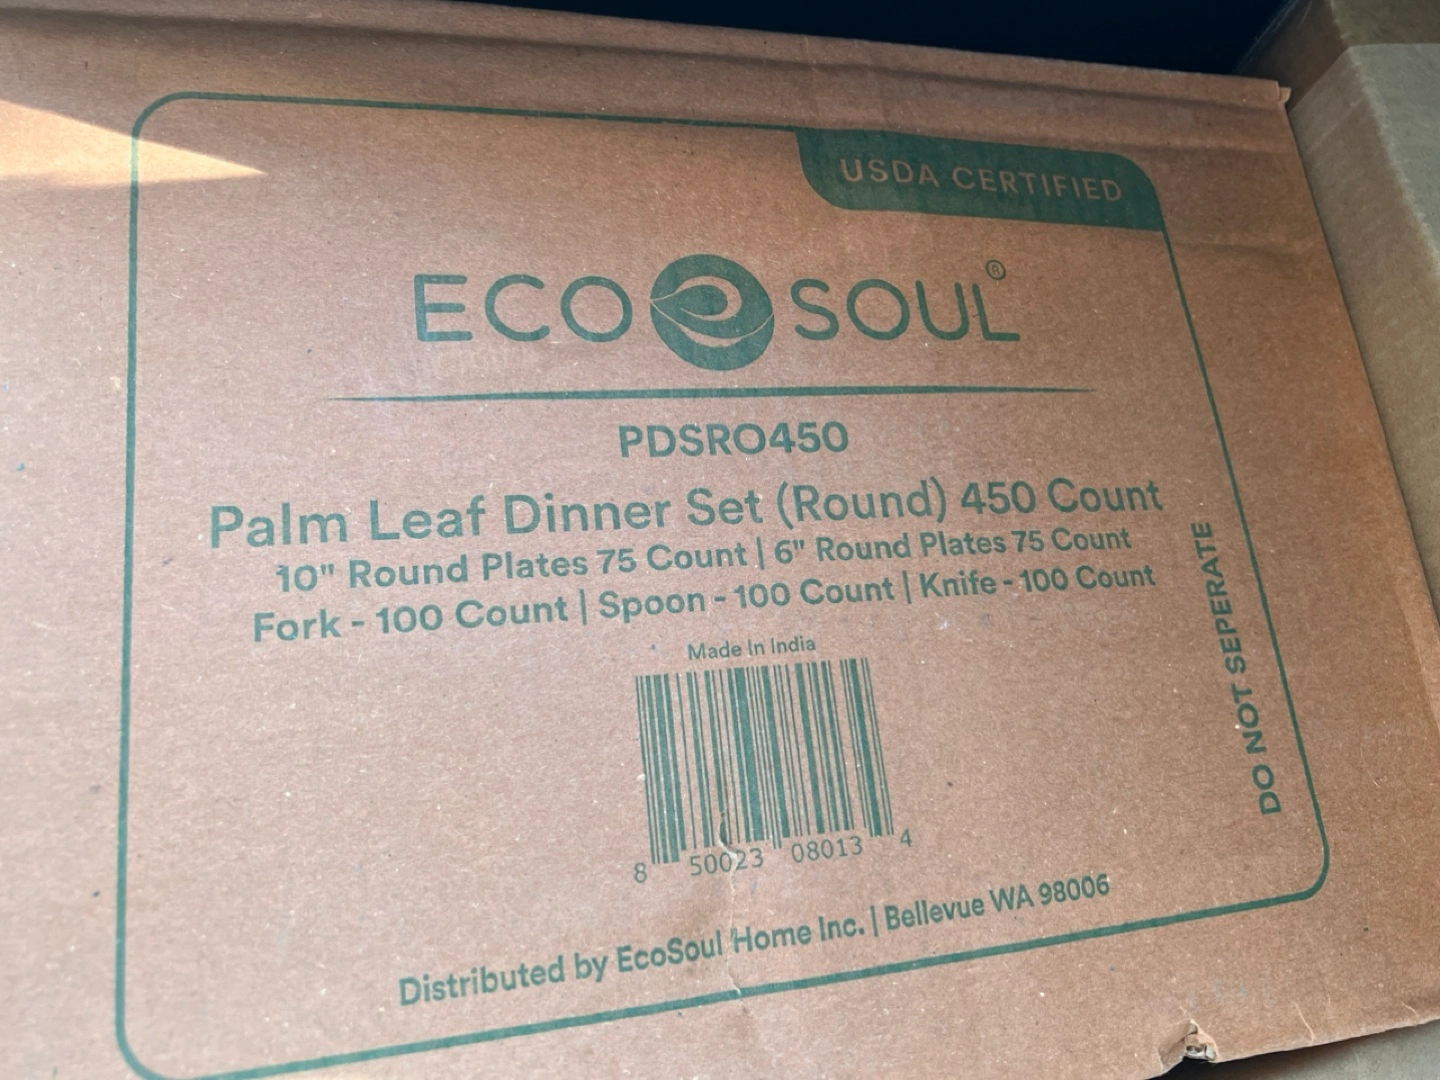 USDA CERTIFIED
ECO SOUL®
PDSRO450
Palm Leaf Dinner Set (Round) 450 Count
10" Round Plates 75 Count | 6" Round Plates 75 Count
Fork - 100 Count | Spoon - 100 Count | Knife - 100 Count
Made In India
8 50023 08013 4
Distributed by EcoSoul Home Inc. | Bellevue WA 98006
DO NOT SEPERATE